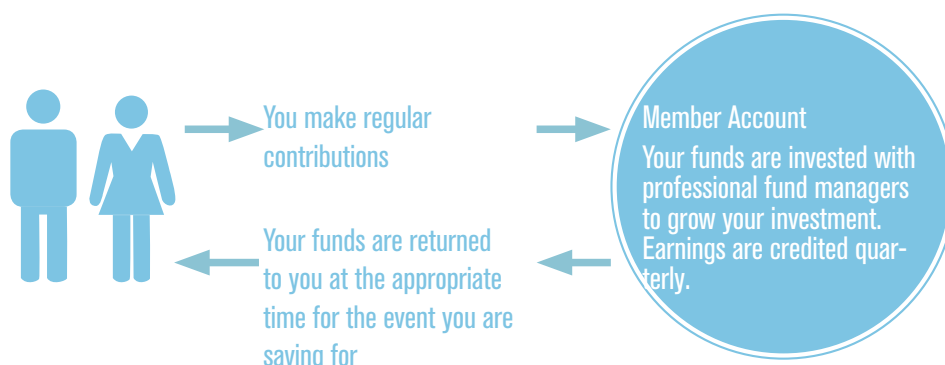 You make regular
contributions
Your funds are returned
to you at the appropriate
time for the event you are
saving for
Member Account
Your funds are invested with
professional fund managers
to grow your investment.
Earnings are credited quar-
terly.